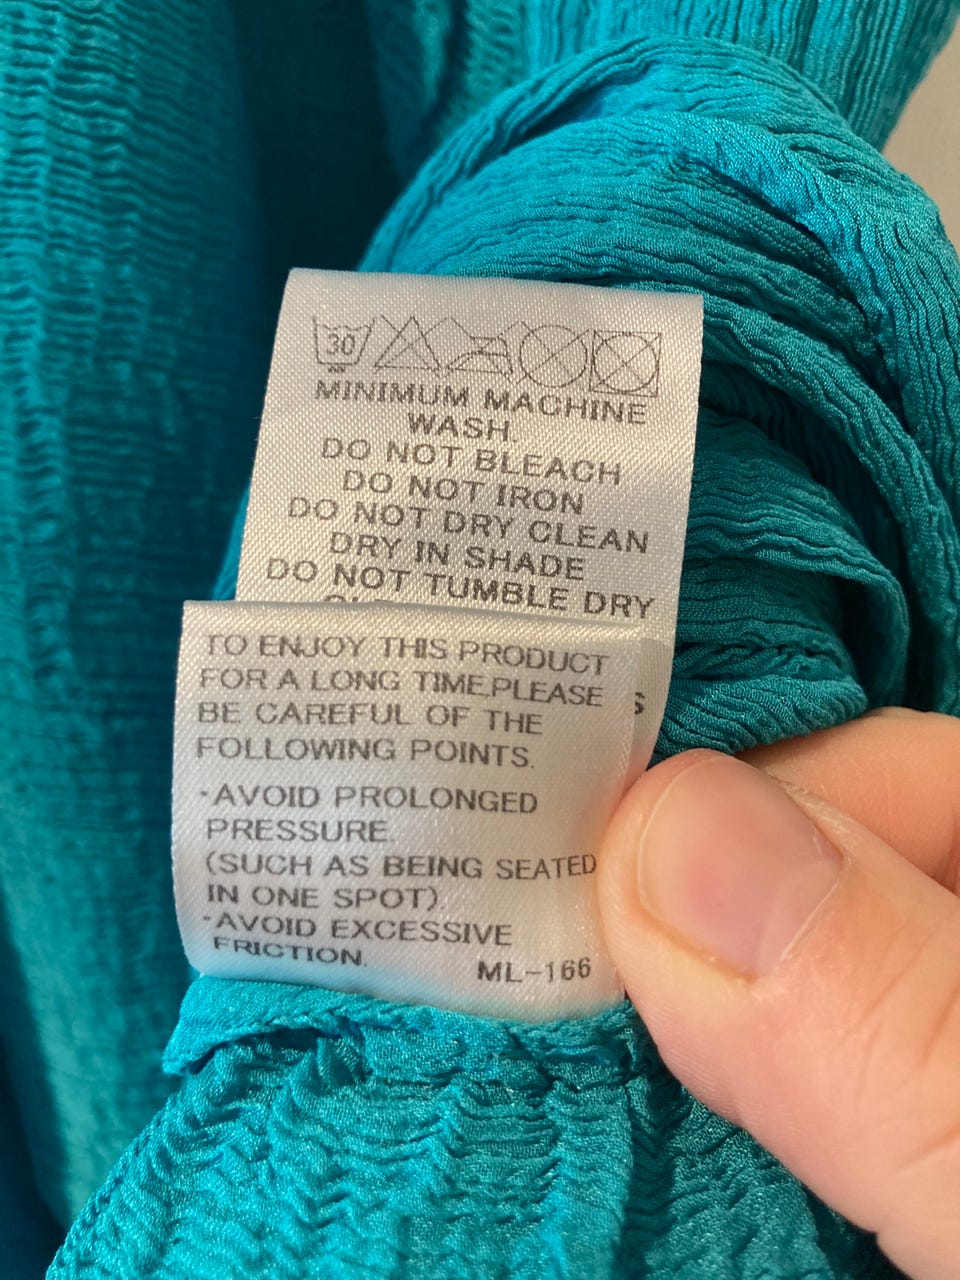 30
MINIMUM MACHINE
WASH.
DO NOT BLEACH
DO NOT IRON
DO NOT DRY CLEAN
DRY IN SHADE
DO NOT TUMBLE DRY
S
TO ENJOY THIS PRODUCT
FOR A LONG TIME,PLEASE
BE CAREFUL OF THE
FOLLOWING POINTS.
·AVOID PROLONGED
PRESSURE.
(SUCH AS BEING SEATED
IN ONE SPOT).
·AVOID EXCESSIVE
FRICTION.
ML-166